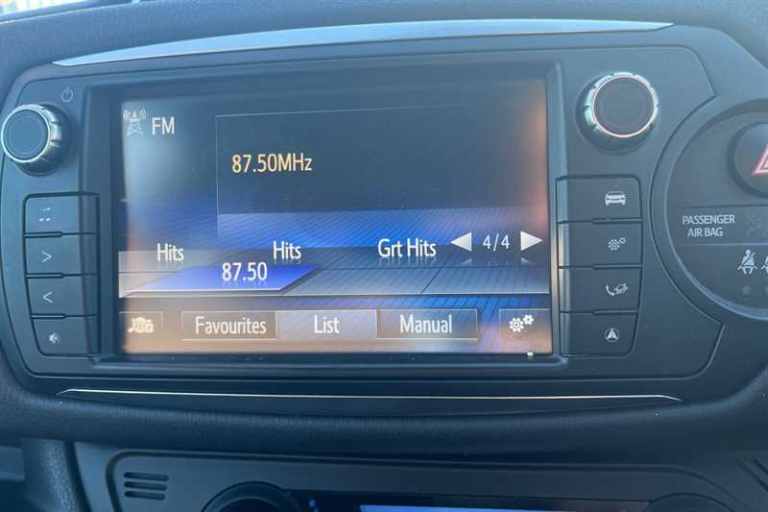 FM
87.50MHz
Hits Hits Grt Hits 4/4
87.50
Favourites List Manual
PASSENGER
AIR BAG